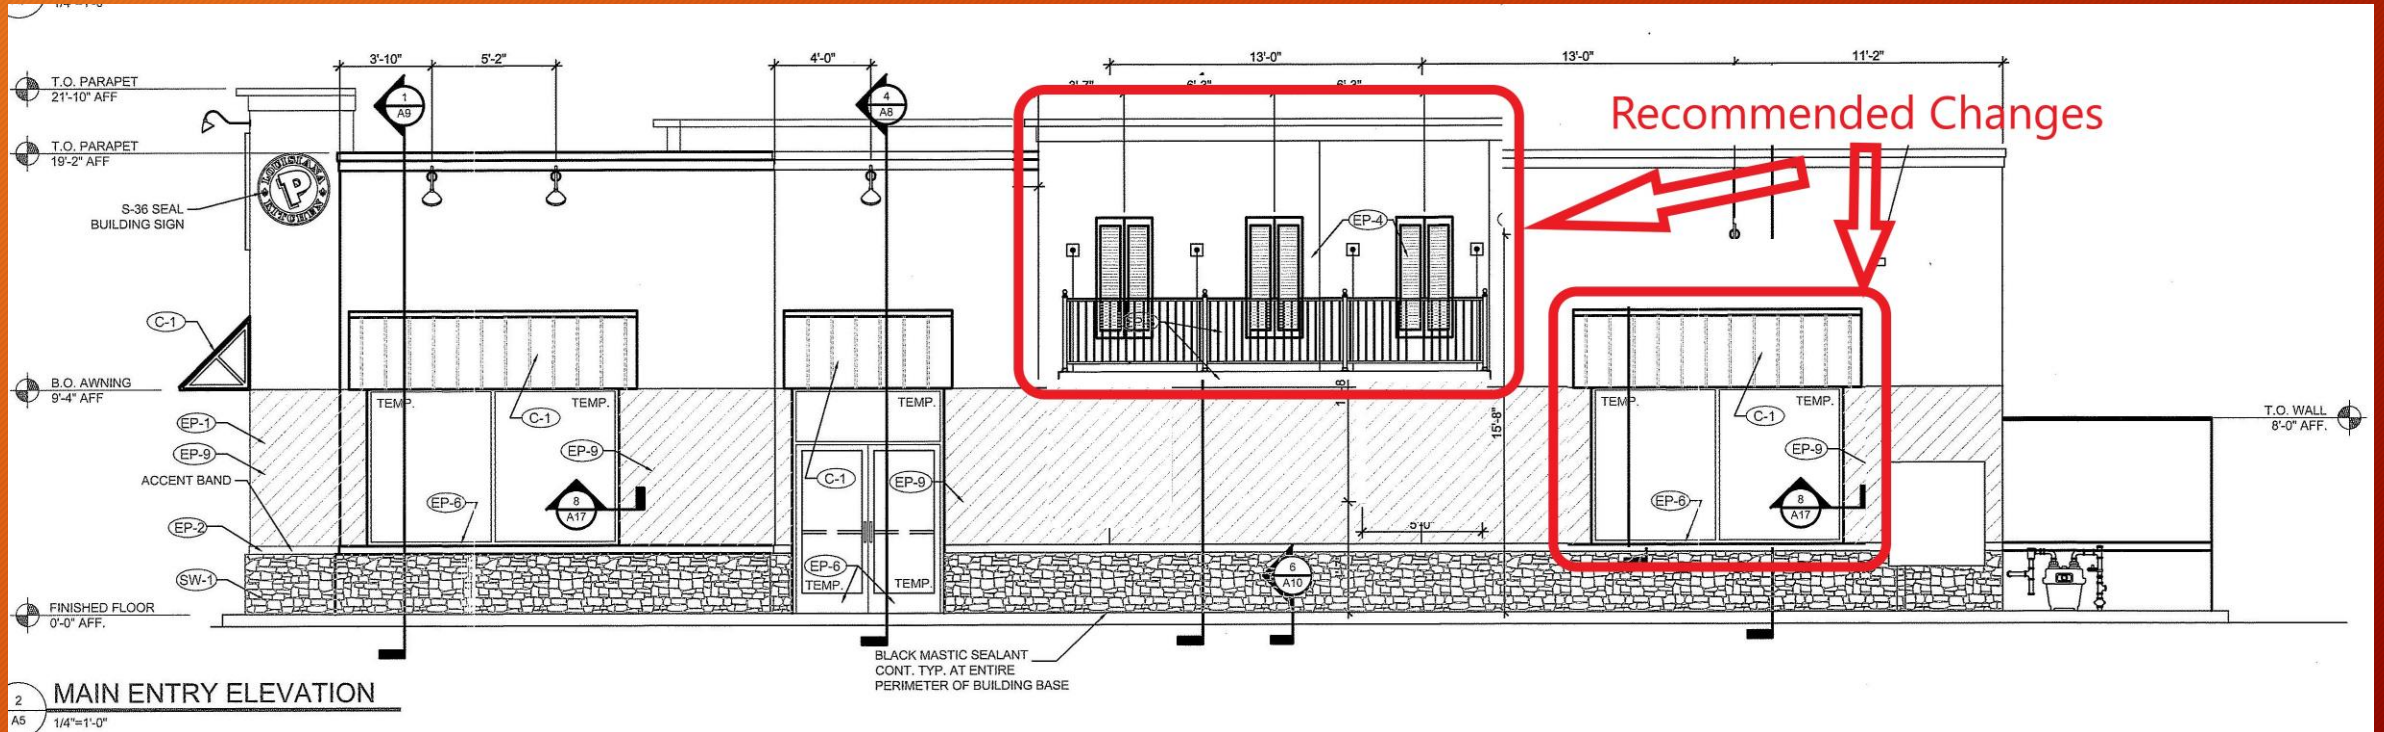 3'-10"
5'-2"
4'-0"
13'-0"
13'-0"
11'-2"
T.O. PARAPET
21'-10" AFF
1
A9
4
A8
Recommended Changes
T.O. PARAPET
19'-2" AFF
LOUISIANA
P
KITCHEN
S-36 SEAL
BUILDING SIGN
EP-4
C-1
B.O. AWNING
9'-4" AFF
TEMP.
TEMP.
TEMP.
TEMP.
C-1
C-1
T.O. WALL
8'-0" AFF.
EP-1
15'-8"
EP-9
EP-9
EP-9
ACCENT BAND
C-1
EP-9
EP-6
8
A17
EP-6
8
A17
EP-2
5'-0"
EP-6
6
A10
SW-1
TEMP.
TEMP.
FINISHED FLOOR
0'-0" AFF.
BLACK MASTIC SEALANT
CONT. TYP. AT ENTIRE
PERIMETER OF BUILDING BASE
2
A5
MAIN ENTRY ELEVATION
1/4"=1'-0"